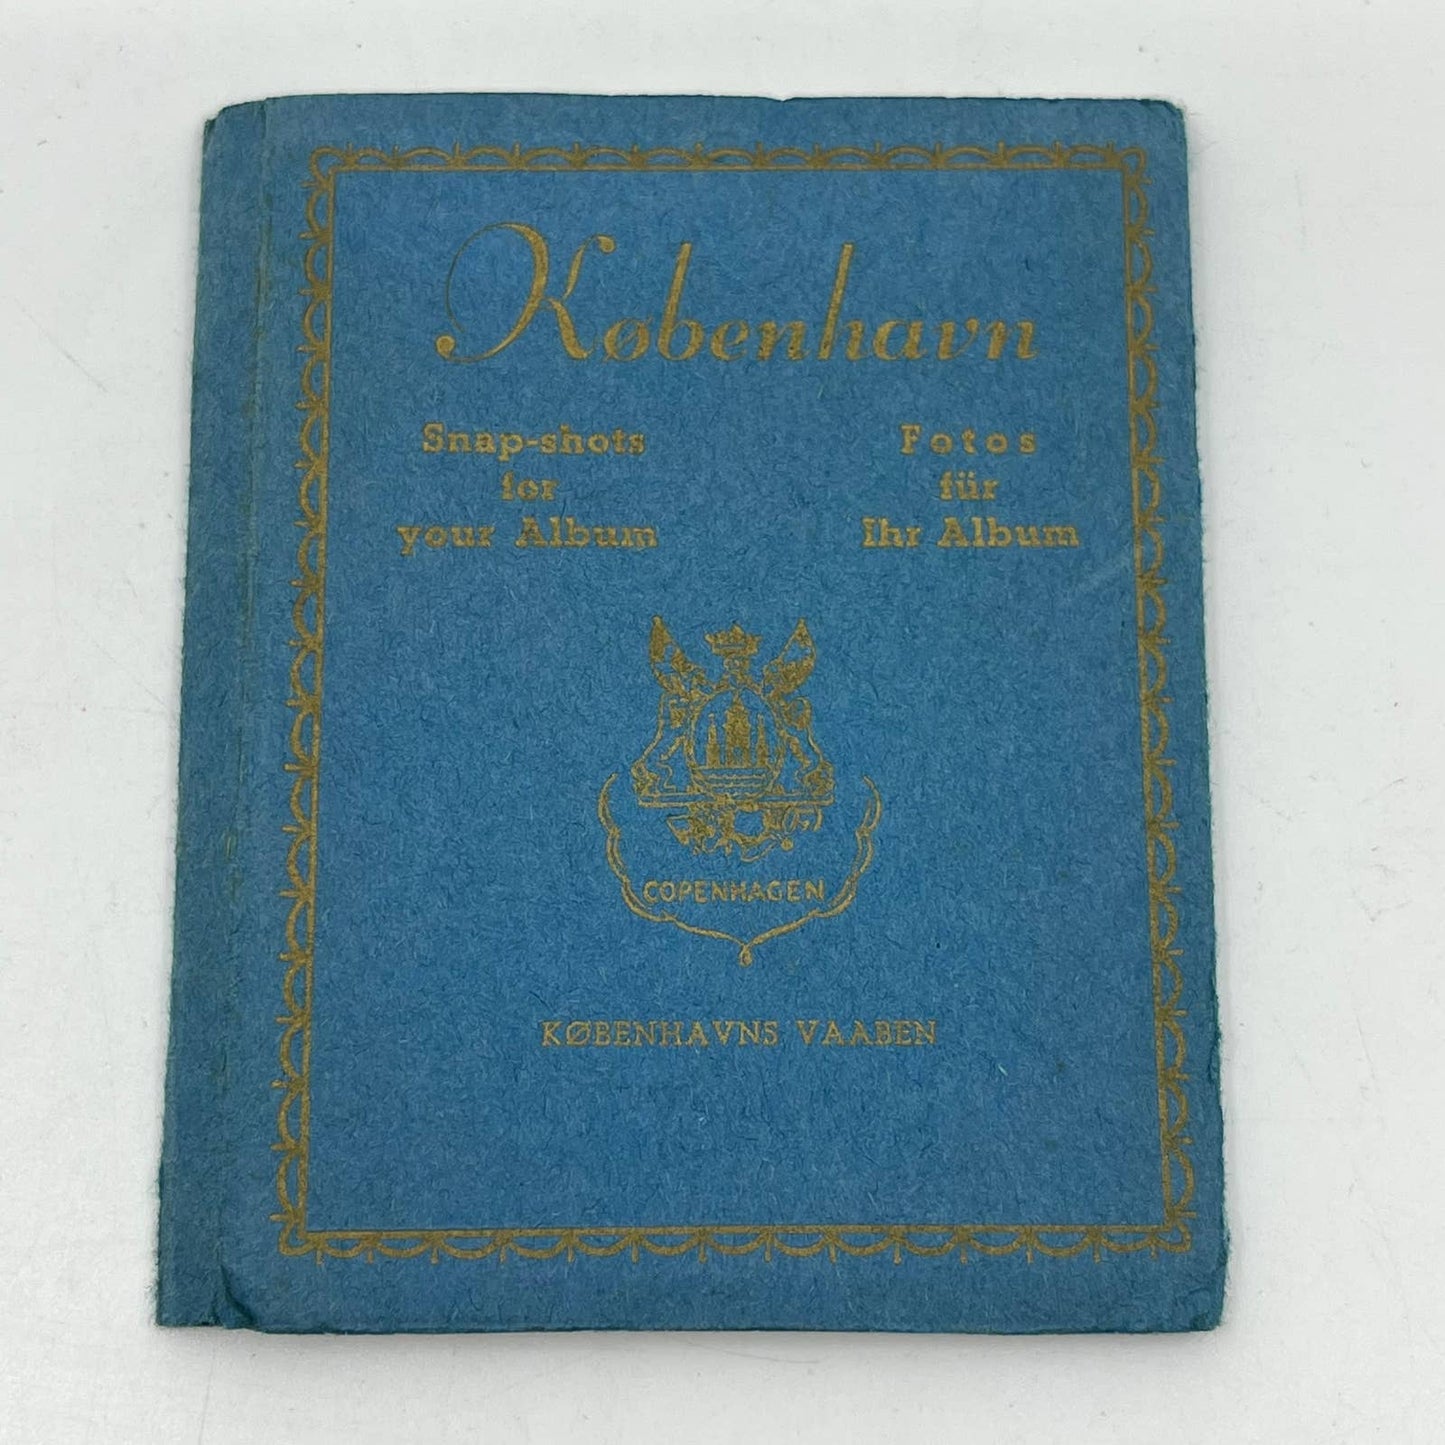 København
Snap-shots
for
your Album
Fotos
für
Ihr Album
COPENHAGEN
KØBENHAVNS VAABEN